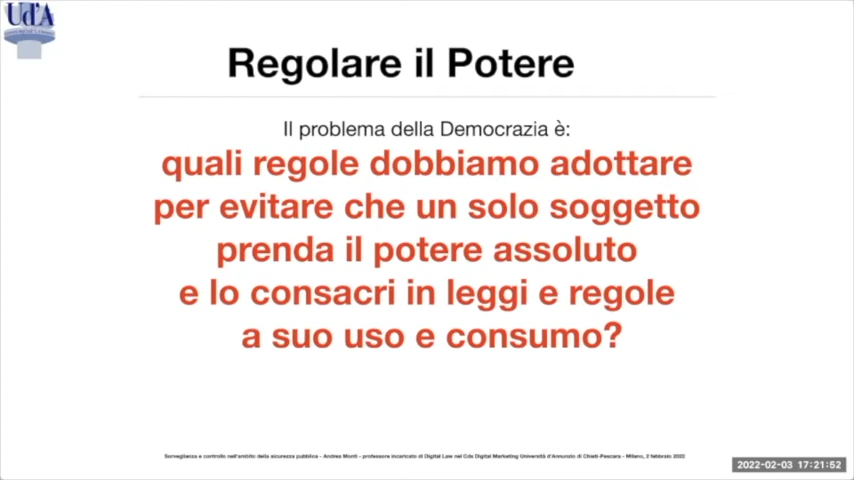 Ud'A
Regolare il Potere
Il problema della Democrazia è:
quali regole dobbiamo adottare
per evitare che un solo soggetto
prenda il potere assoluto
e lo consacri in leggi e regole
a suo uso e consumo?
Sorveglianza e controllo nell'ambito della sicurezza pubblica - Andrea Monti - professore incaricato di Digital Law nel Cds Digital Marketing Università d'Annunzio di Chieti-Pescara - Milano, 2 febbraio 2022
2022-02-03 17:21:52